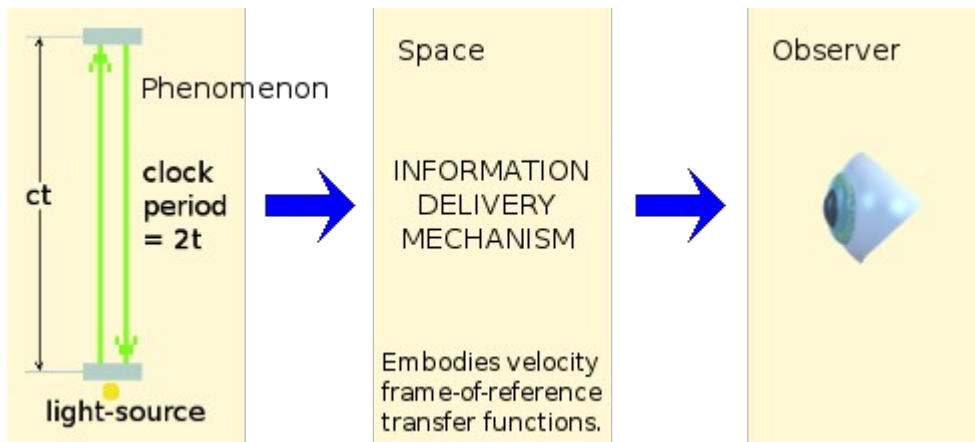 Phenomenon
ct
clock
period
= 2t
light-source
Space
INFORMATION
DELIVERY
MECHANISM
Embodies velocity
frame-of-reference
transfer functions.
Observer